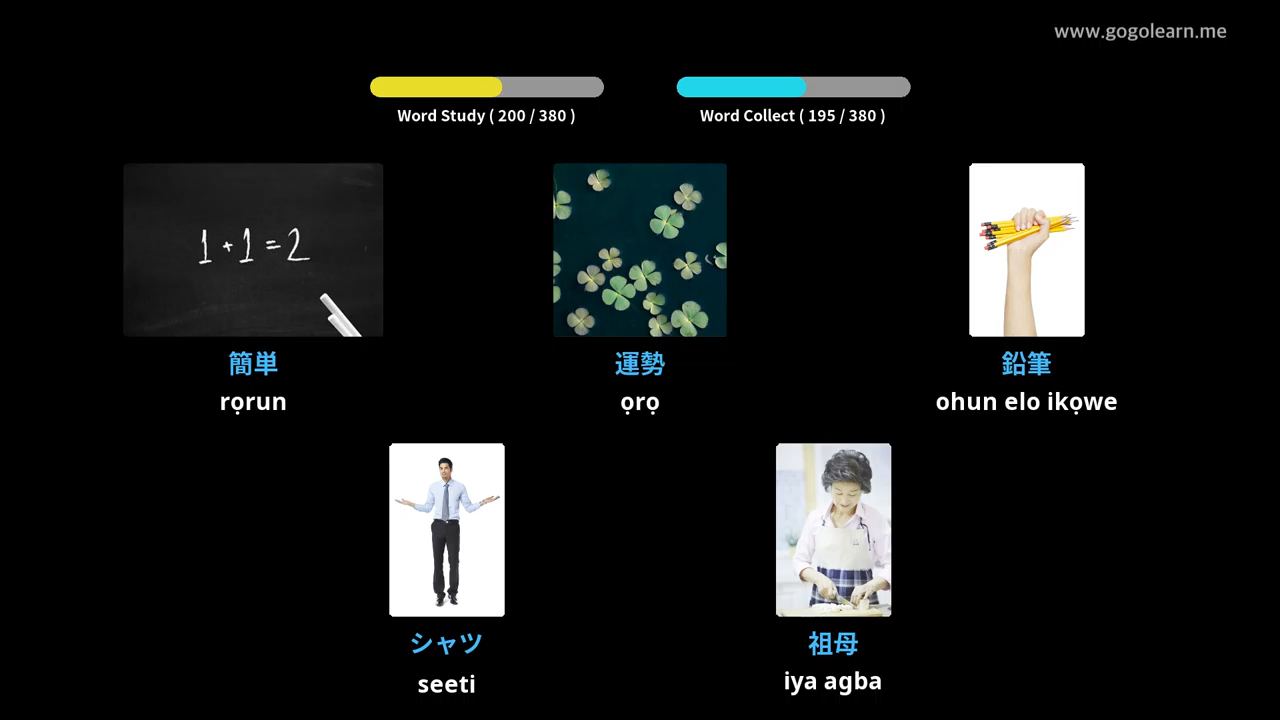 www.gogolearn.me
Word Study ( 200 / 380 )
Word Collect ( 195 / 380 )
1 + 1 = 2
簡単
運勢
鉛筆
rọrun
ọrọ
ohun elo ikọwe
シャツ
祖母
seeti
iya agba